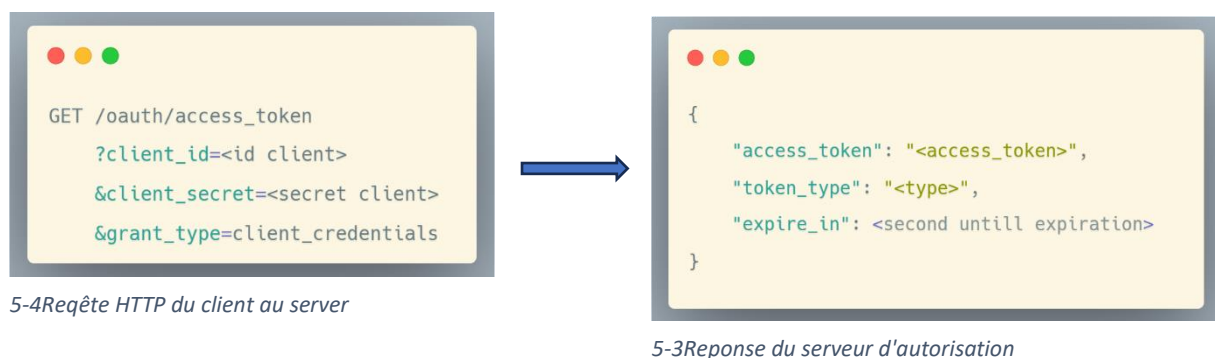 GET /oauth/access_token
?client_id=<id client>
&client_secret=<secret client>
&grant_type=client_credentials
5-4Reqête HTTP du client au server
{
"access_token": "<access_token>",
"token_type": "<type>",
"expire_in": <second untill expiration>
}
5-3Reponse du serveur d'autorisation